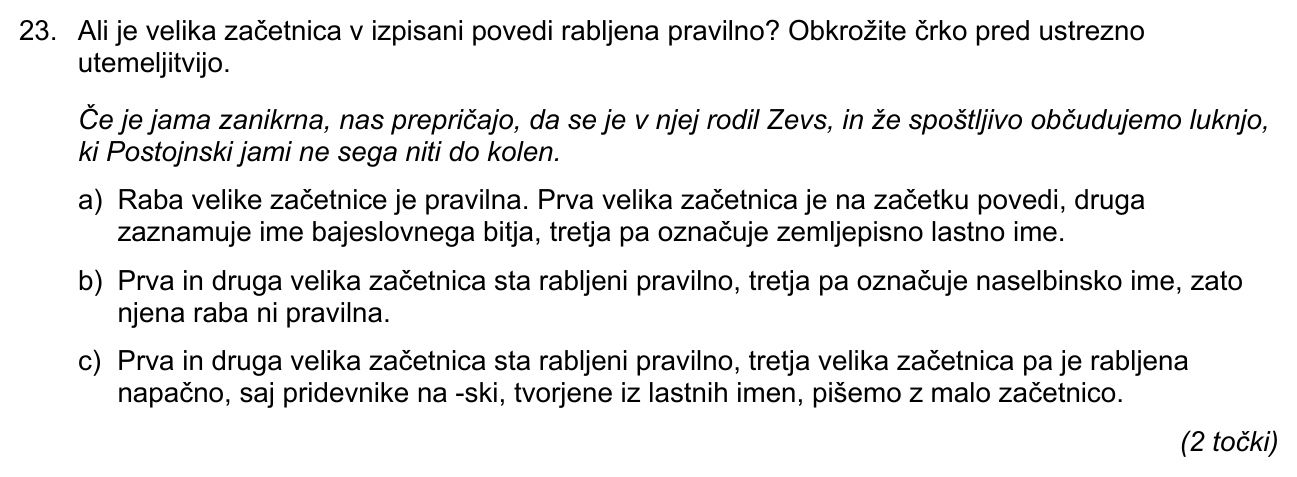 23. Ali je velika začetnica v izpisani povedi rabljena pravilno? Obkrožite črko pred ustrezno
utemeljitvijo.
Če je jama zanikrna, nas prepričajo, da se je v njej rodil Zevs, in že spoštljivo občudujemo luknjo,
ki Postojnski jami ne sega niti do kolen.
a) Raba velike začetnice je pravilna. Prva velika začetnica je na začetku povedi, druga
zaznamuje ime bajeslovnega bitja, tretja pa označuje zemljepisno lastno ime.
b) Prva in druga velika začetnica sta rabljeni pravilno, tretja pa označuje naselbinsko ime, zato
njena raba ni pravilna.
c) Prva in druga velika začetnica sta rabljeni pravilno, tretja velika začetnica pa je rabljena
napačno, saj pridevnike na -ski, tvorjene iz lastnih imen, pišemo z malo začetnico.
(2 točki)